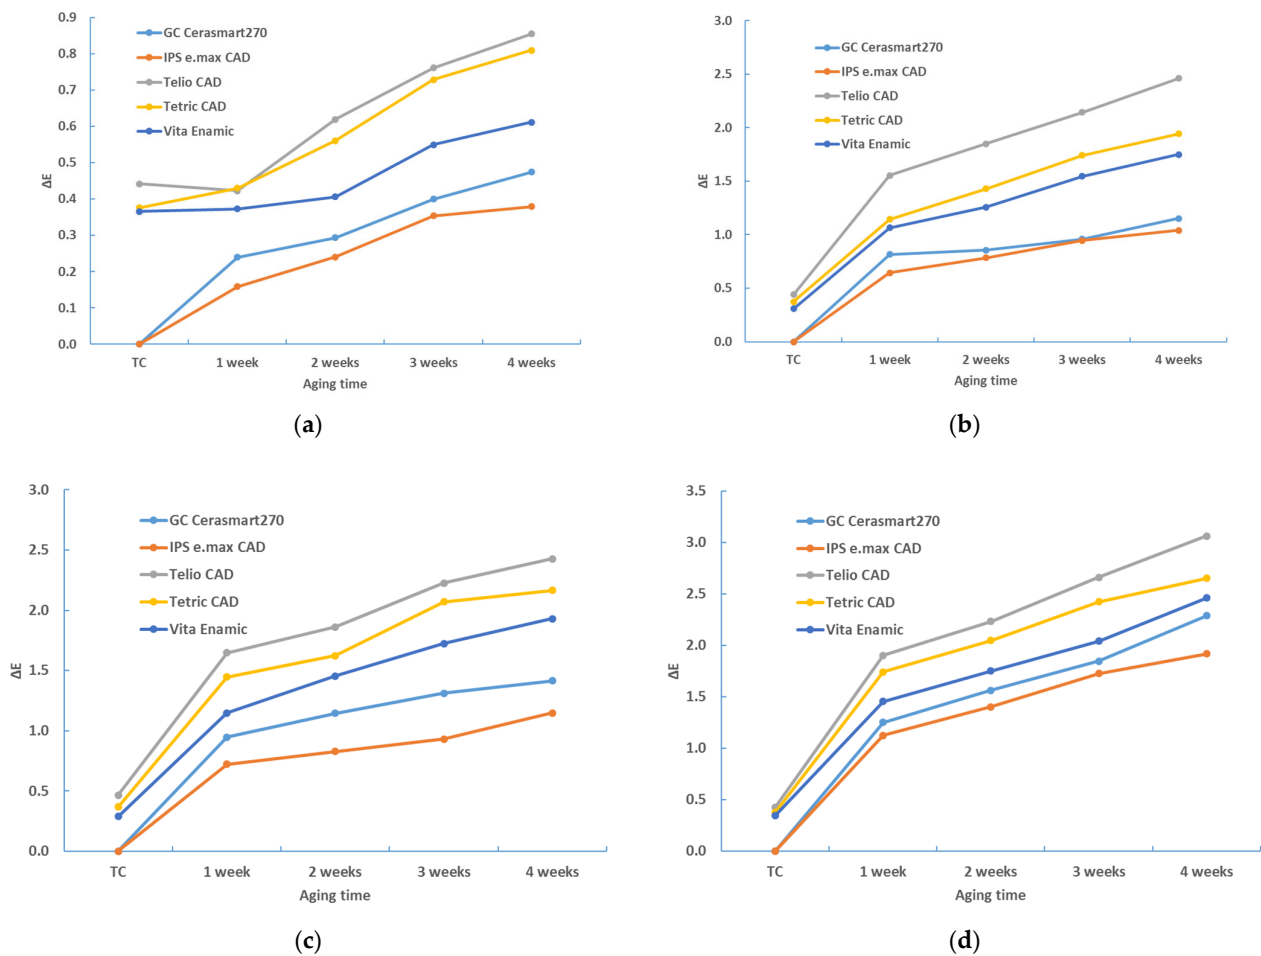 0.9
0.8
0.7
0.6
0.5
0.4
0.3
0.2
0.1
0.0
ΔE
GC Cerasmart270
IPS e.max CAD
Telio CAD
Tetric CAD
Vita Enamic
TC 1 week 2 weeks 3 weeks 4 weeks
Aging time
(a)
3.0
2.5
2.0
1.5
1.0
0.5
0.0
ΔE
GC Cerasmart270
IPS e.max CAD
Telio CAD
Tetric CAD
Vita Enamic
TC 1 week 2 weeks 3 weeks 4 weeks
Aging time
(b)
3.0
2.5
2.0
1.5
1.0
0.5
0.0
ΔE
GC Cerasmart270
IPS e.max CAD
Telio CAD
Tetric CAD
Vita Enamic
TC 1 week 2 weeks 3 weeks 4 weeks
Aging time
(c)
3.5
3.0
2.5
2.0
1.5
1.0
0.5
0.0
ΔE
GC Cerasmart270
IPS e.max CAD
Telio CAD
Tetric CAD
Vita Enamic
TC 1 week 2 weeks 3 weeks 4 weeks
Aging time
(d)